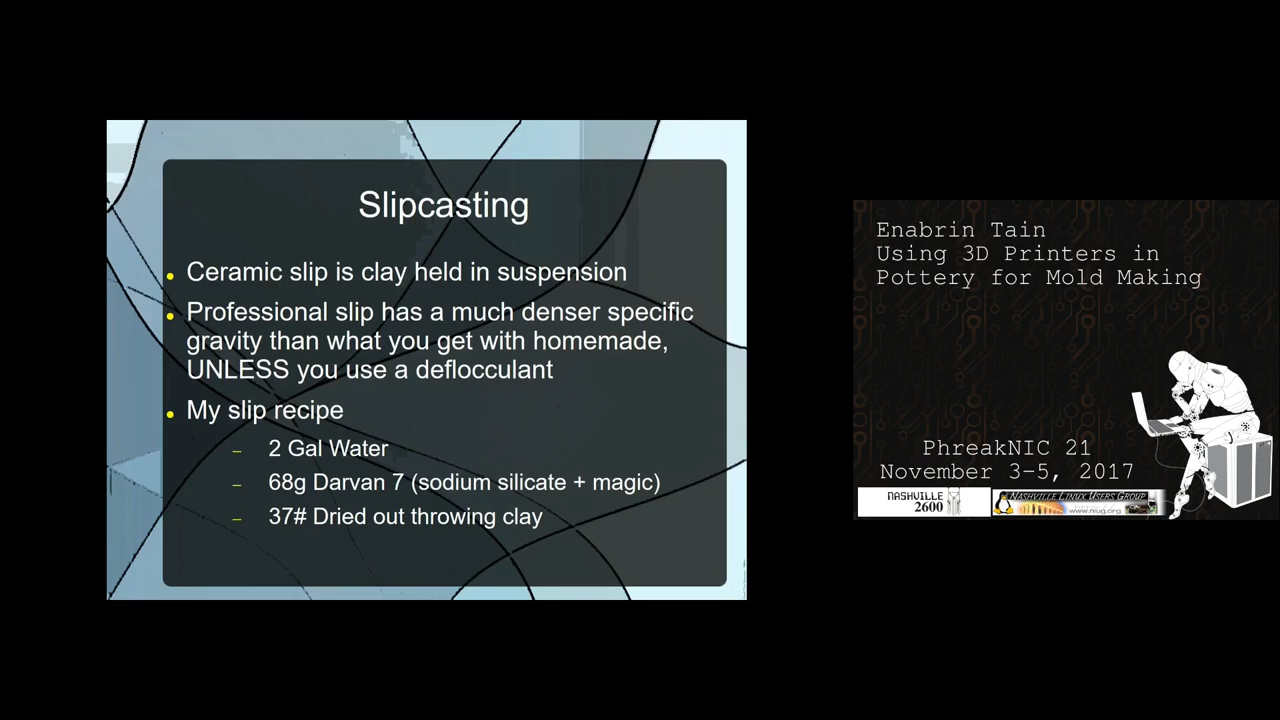 Slipcasting
Ceramic slip is clay held in suspension
Professional slip has a much denser specific
gravity than what you get with homemade,
UNLESS you use a deflocculant
My slip recipe
– 2 Gal Water
– 68g Darvan 7 (sodium silicate + magic)
– 37# Dried out throwing clay
Enabrin Tain
Using 3D Printers in
Pottery for Mold Making
PhreakNIC 21
November 3-5, 2017
NASHVILLE
2600
NASHVILLE LINUX USERS GROUP
www.nlug.org